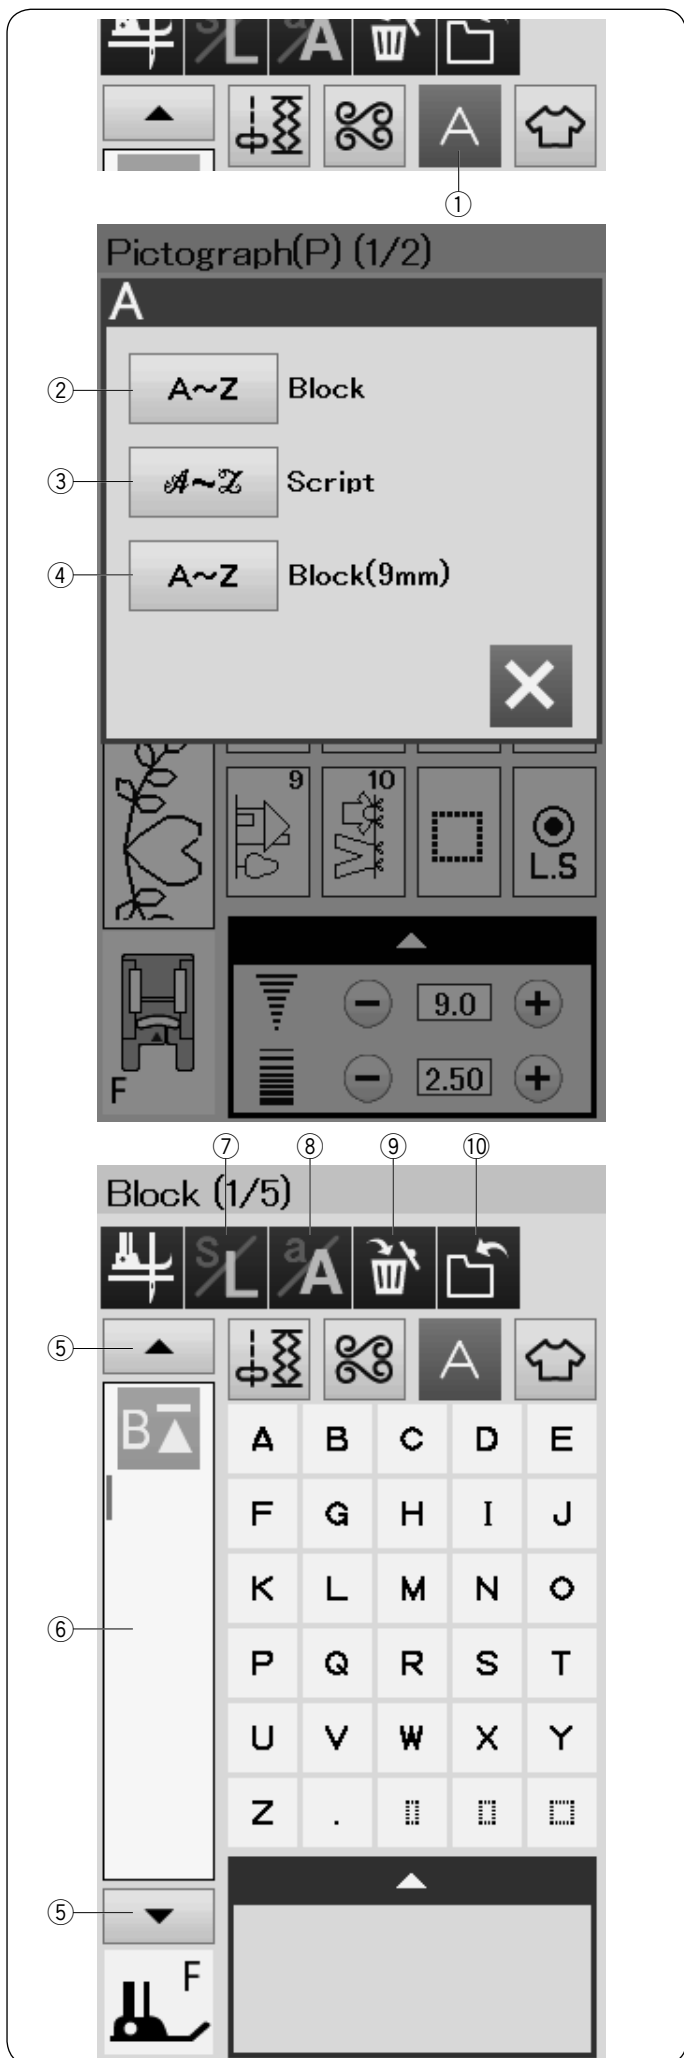 s/L a/A
A
①
Pictograph(P) (1/2)
A
② A~Z Block
③ A~Z Script
④ A~Z Block(9mm)
9 10
L.S
9.0
F 2.50
⑦ ⑧ ⑨ ⑩
Block (1/5)
s/L a/A
⑤ A
B A B C D E
F G H I J
K L M N O
⑥ P Q R S T
U V W X Y
Z .
⑤
F